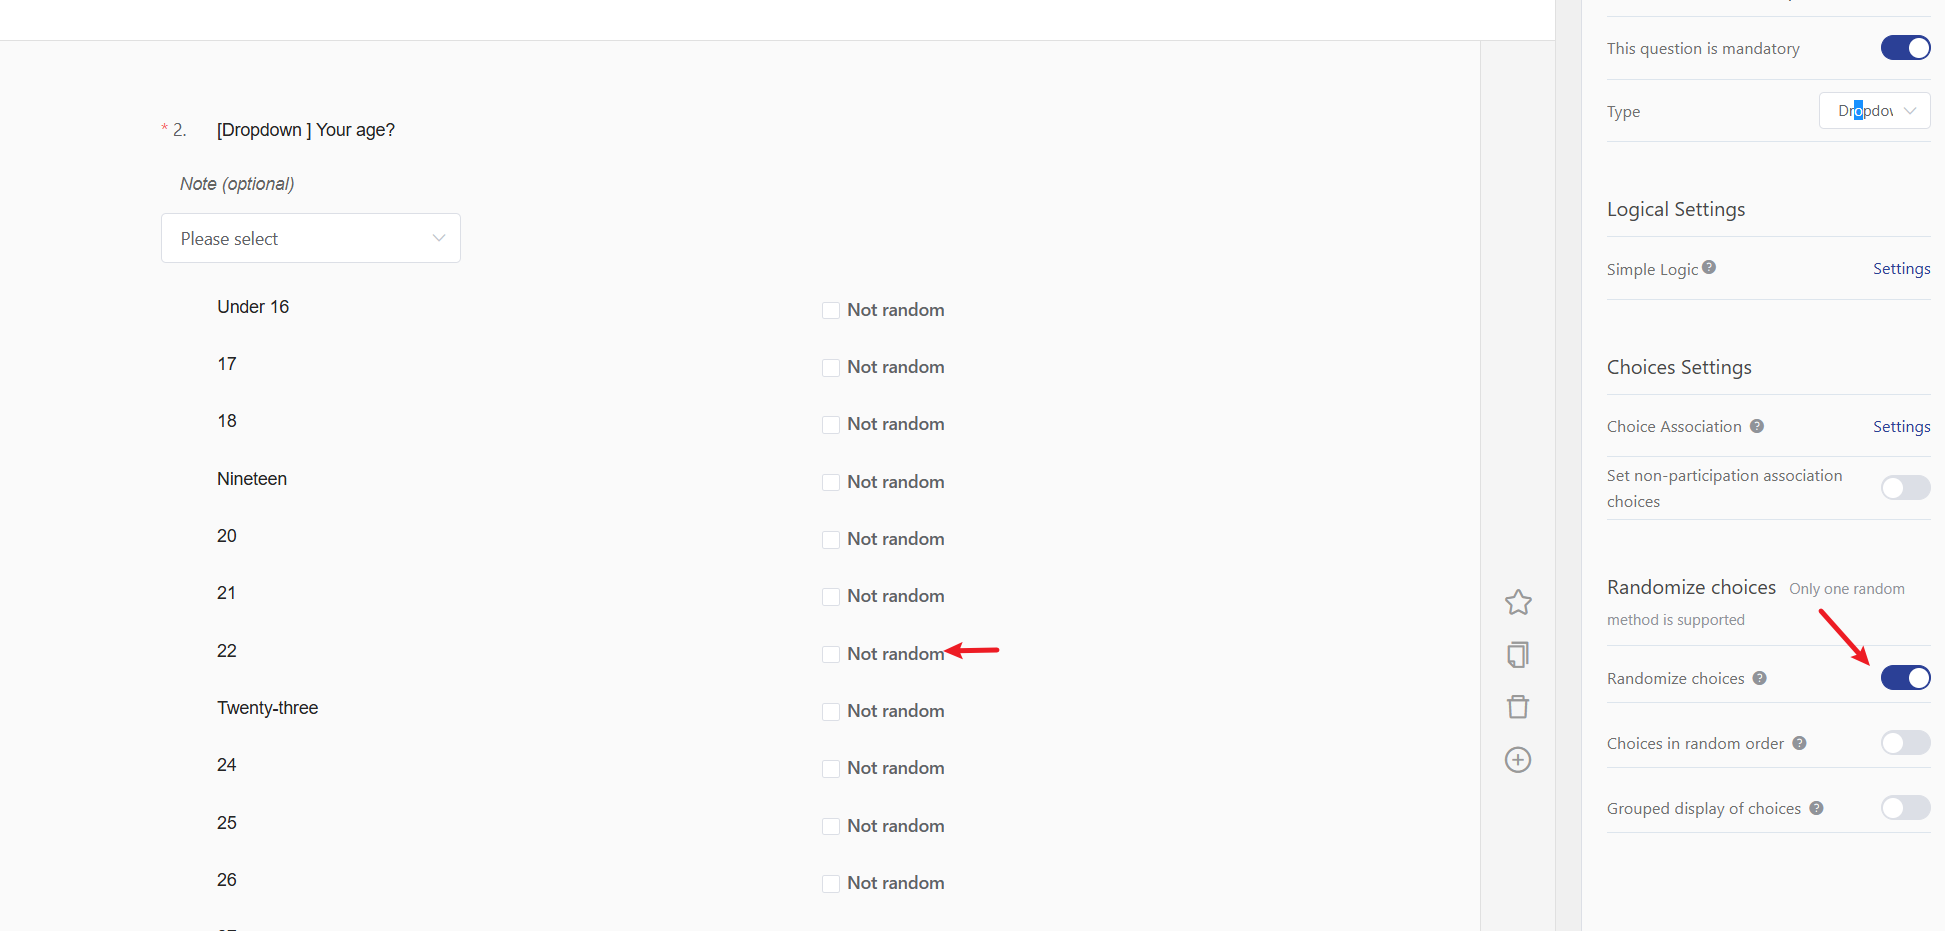 * 2. [Dropdown ] Your age?
Note (optional)
Please select
Under 16 Not random
17 Not random
18 Not random
Nineteen Not random
20 Not random
21 Not random
22 Not random
Twenty-three Not random
24 Not random
25 Not random
26 Not random
This question is mandatory
Type Dropdov
Logical Settings
Simple Logic ? Settings
Choices Settings
Choice Association ? Settings
Set non-participation association
choices
Randomize choices Only one random
method is supported
Randomize choices ?
Choices in random order ?
Grouped display of choices ?